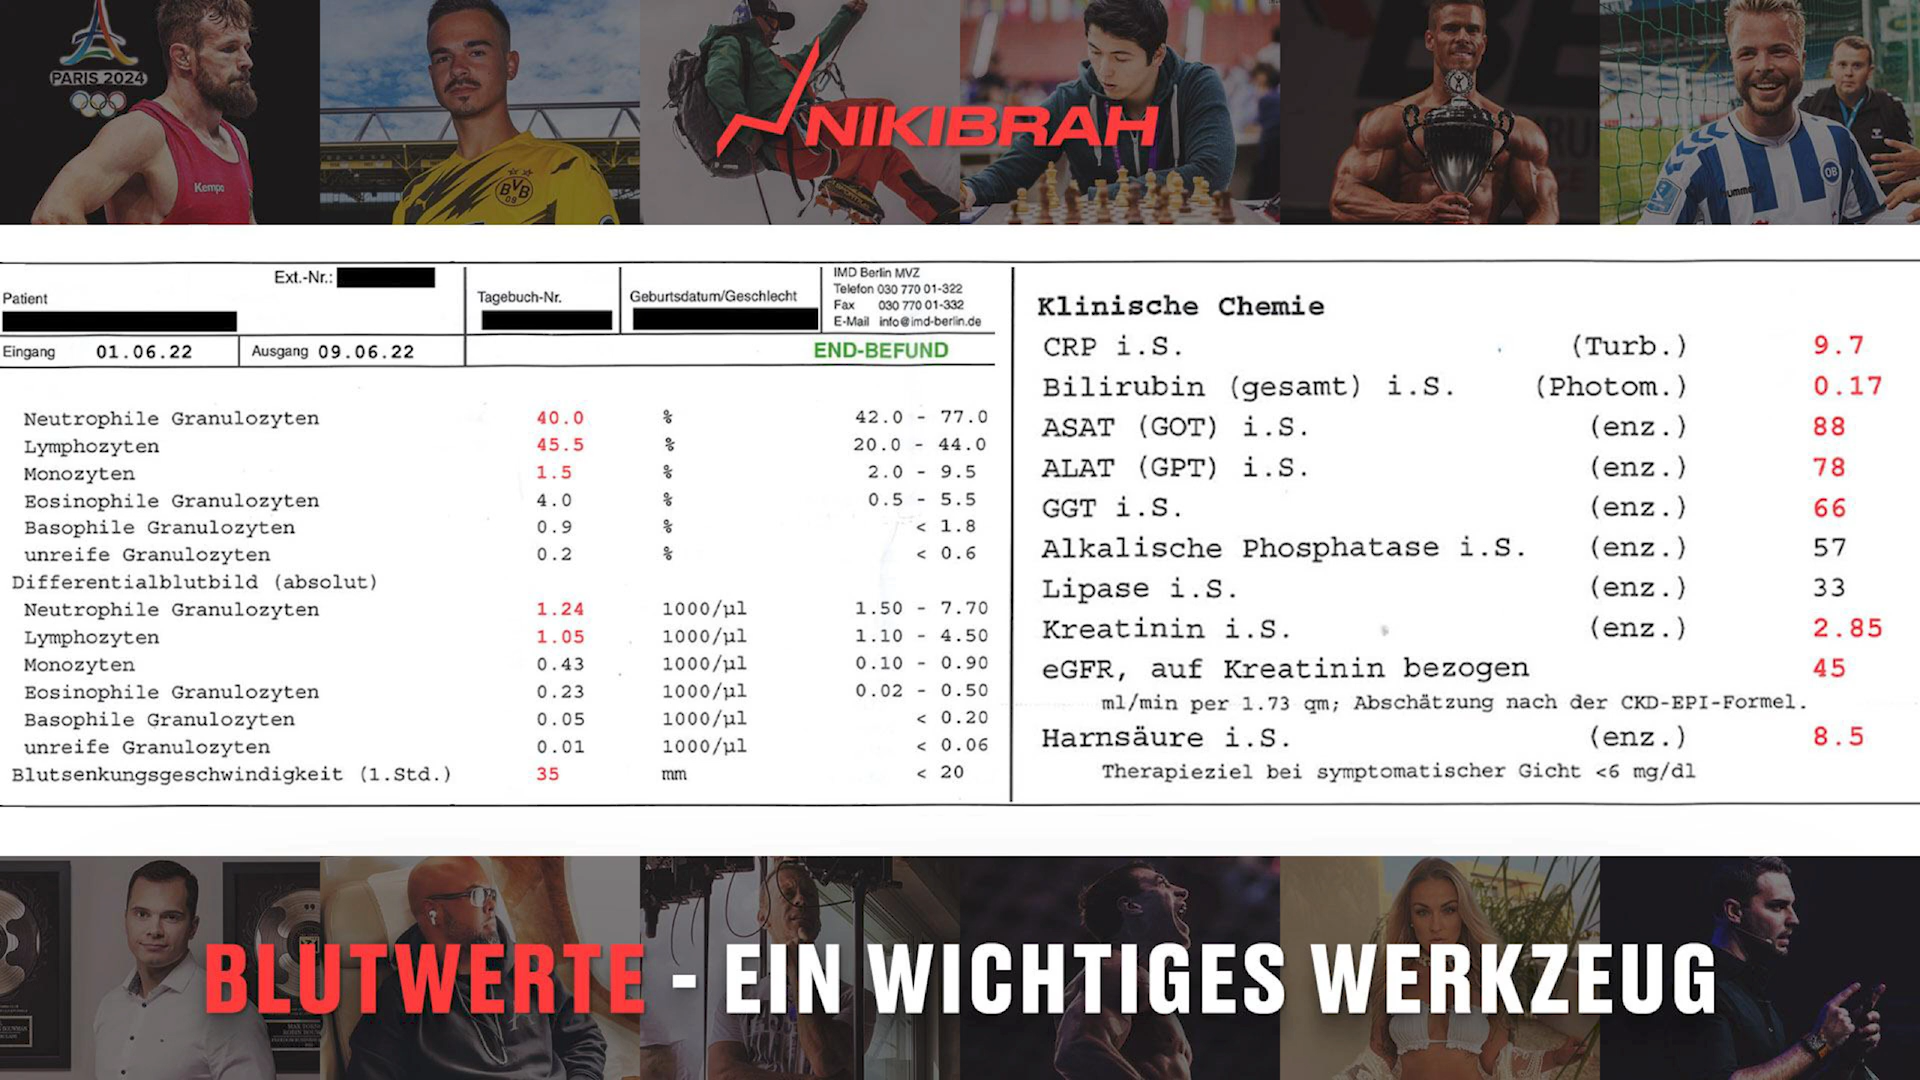 PARIS 2024
Kempa
BVB
09
NIKIBRAH
hummel
OB
Ext.-Nr.:
Patient
Tagebuch-Nr.
Geburtsdatum/Geschlecht
IMD Berlin MVZ
Telefon 030 770 01-322
Fax 030 770 01-332
E-Mail info@imd-berlin.de
Eingang 01.06.22 Ausgang 09.06.22 END-BEFUND
Neutrophile Granulozyten 40.0 % 42.0 - 77.0
Lymphozyten 45.5 % 20.0 - 44.0
Monozyten 1.5 % 2.0 - 9.5
Eosinophile Granulozyten 4.0 % 0.5 - 5.5
Basophile Granulozyten 0.9 % < 1.8
unreife Granulozyten 0.2 % < 0.6
Differentialblutbild (absolut)
Neutrophile Granulozyten 1.24 1000/µl 1.50 - 7.70
Lymphozyten 1.05 1000/µl 1.10 - 4.50
Monozyten 0.43 1000/µl 0.10 - 0.90
Eosinophile Granulozyten 0.23 1000/µl 0.02 - 0.50
Basophile Granulozyten 0.05 1000/µl < 0.20
unreife Granulozyten 0.01 1000/µl < 0.06
Blutsenkungsgeschwindigkeit (1.Std.) 35 mm < 20
Klinische Chemie
CRP i.S. (Turb.) 9.7
Bilirubin (gesamt) i.S. (Photom.) 0.17
ASAT (GOT) i.S. (enz.) 88
ALAT (GPT) i.S. (enz.) 78
GGT i.S. (enz.) 66
Alkalische Phosphatase i.S. (enz.) 57
Lipase i.S. (enz.) 33
Kreatinin i.S. (enz.) 2.85
eGFR, auf Kreatinin bezogen 45
ml/min per 1.73 qm; Abschätzung nach der CKD-EPI-Formel.
Harnsäure i.S. (enz.) 8.5
Therapieziel bei symptomatischer Gicht <6 mg/dl
BLUTWERTE - EIN WICHTIGES WERKZEUG